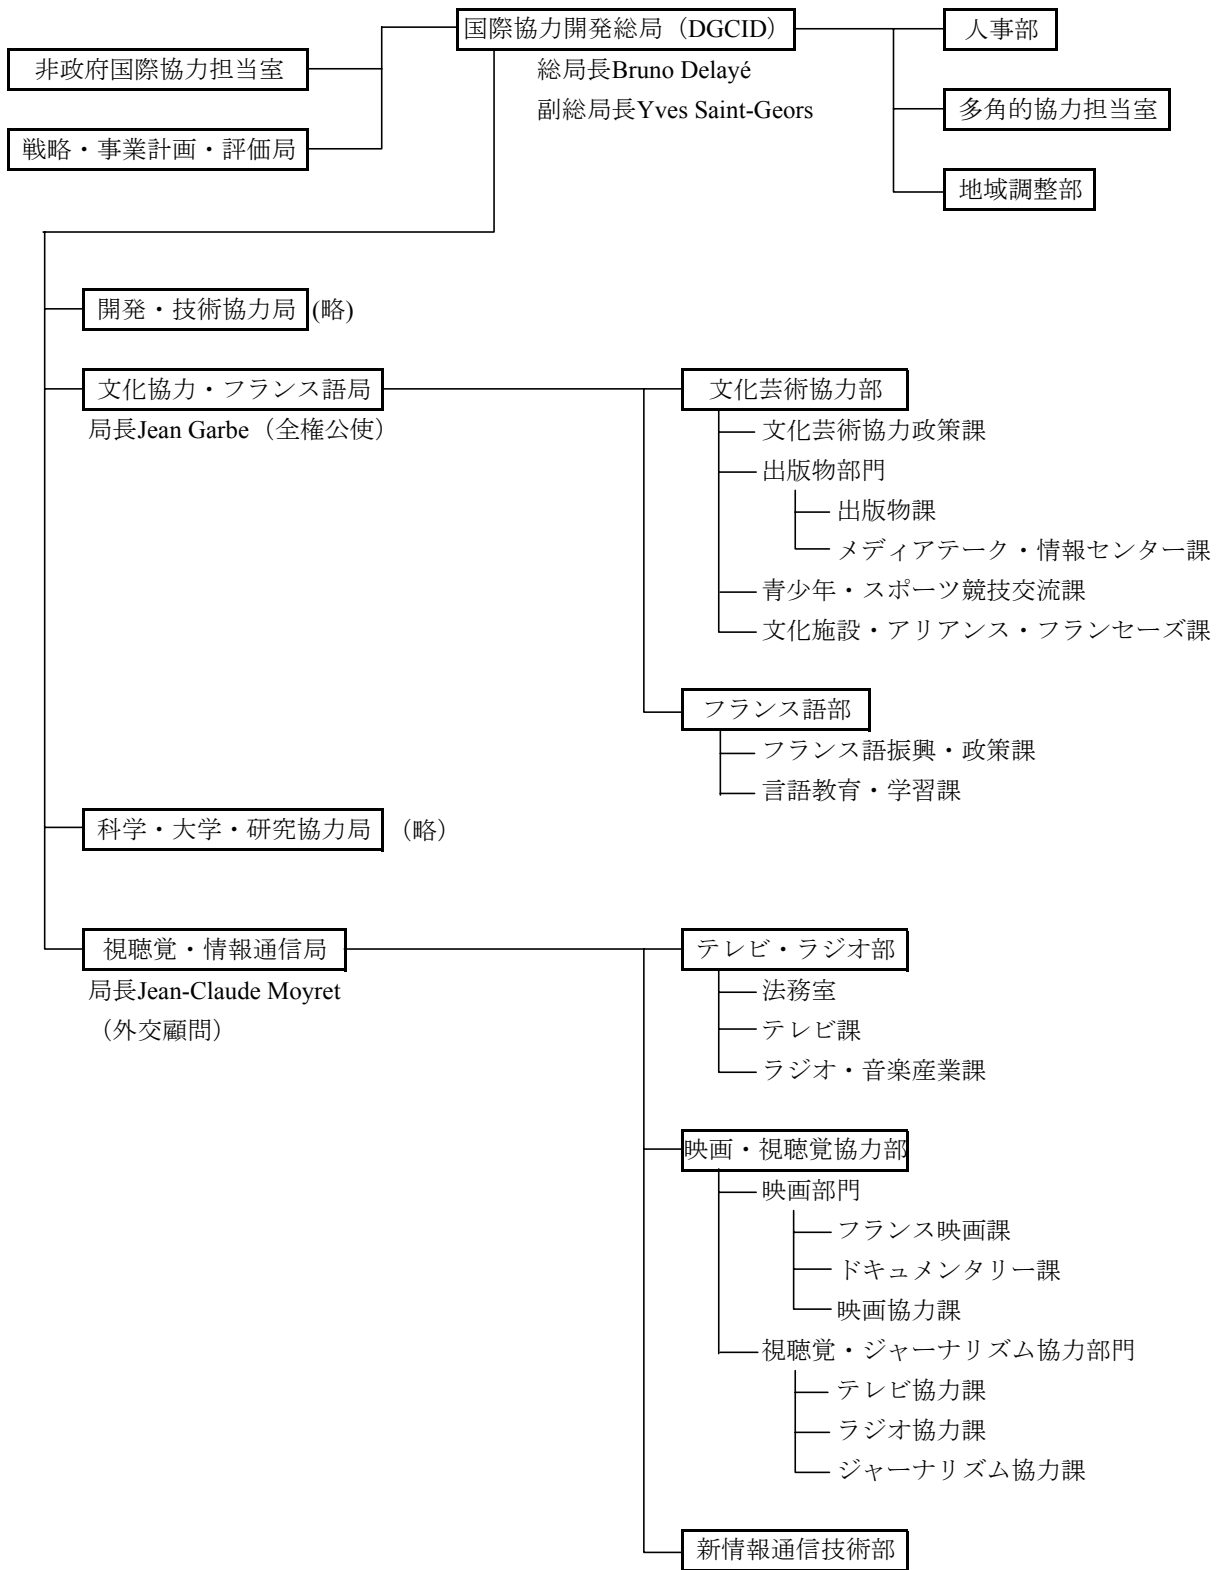 国際協力開発総局（DGCID）
総局長Bruno Delayé
副総局長Yves Saint-Geors
非政府国際協力担当室
戦略・事業計画・評価局
人事部
多角的協力担当室
地域調整部
開発・技術協力局 (略)
文化協力・フランス語局
局長Jean Garbe（全権公使）
文化芸術協力部
文化芸術協力政策課
出版物部門
出版物課
メディアテーク・情報センター課
青少年・スポーツ競技交流課
文化施設・アリアンス・フランセーズ課
フランス語部
フランス語振興・政策課
言語教育・学習課
科学・大学・研究協力局 （略）
視聴覚・情報通信局
局長Jean-Claude Moyret
（外交顧問）
テレビ・ラジオ部
法務室
テレビ課
ラジオ・音楽産業課
映画・視聴覚協力部
映画部門
フランス映画課
ドキュメンタリー課
映画協力課
視聴覚・ジャーナリズム協力部門
テレビ協力課
ラジオ協力課
ジャーナリズム協力課
新情報通信技術部